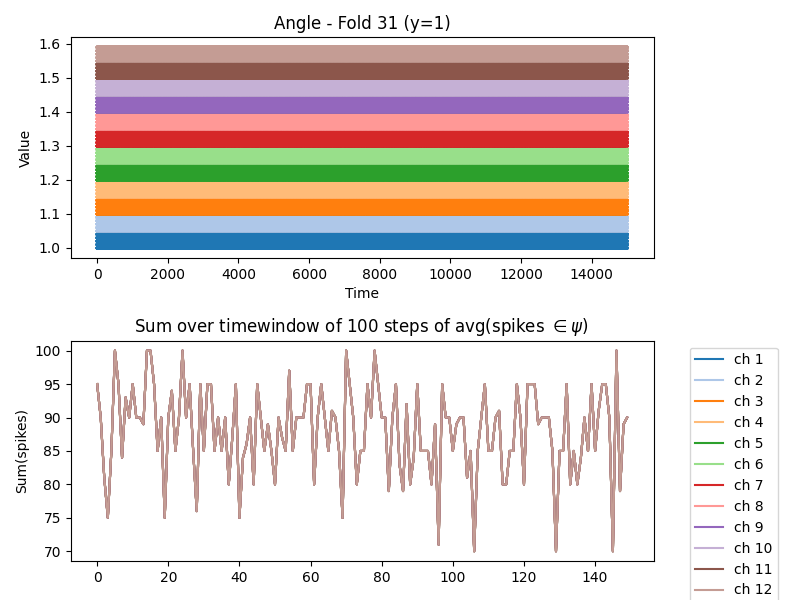 Angle - Fold 31 (y=1)
Value
1.6
1.5
1.4
1.3
1.2
1.1
1.0
0 2000 4000 6000 8000 10000 12000 14000
Time
Sum over timewindow of 100 steps of avg(spikes ∈ψ)
Sum(spikes)
100
95
90
85
80
75
70
0 20 40 60 80 100 120 140
ch 1
ch 2
ch 3
ch 4
ch 5
ch 6
ch 7
ch 8
ch 9
ch 10
ch 11
ch 12